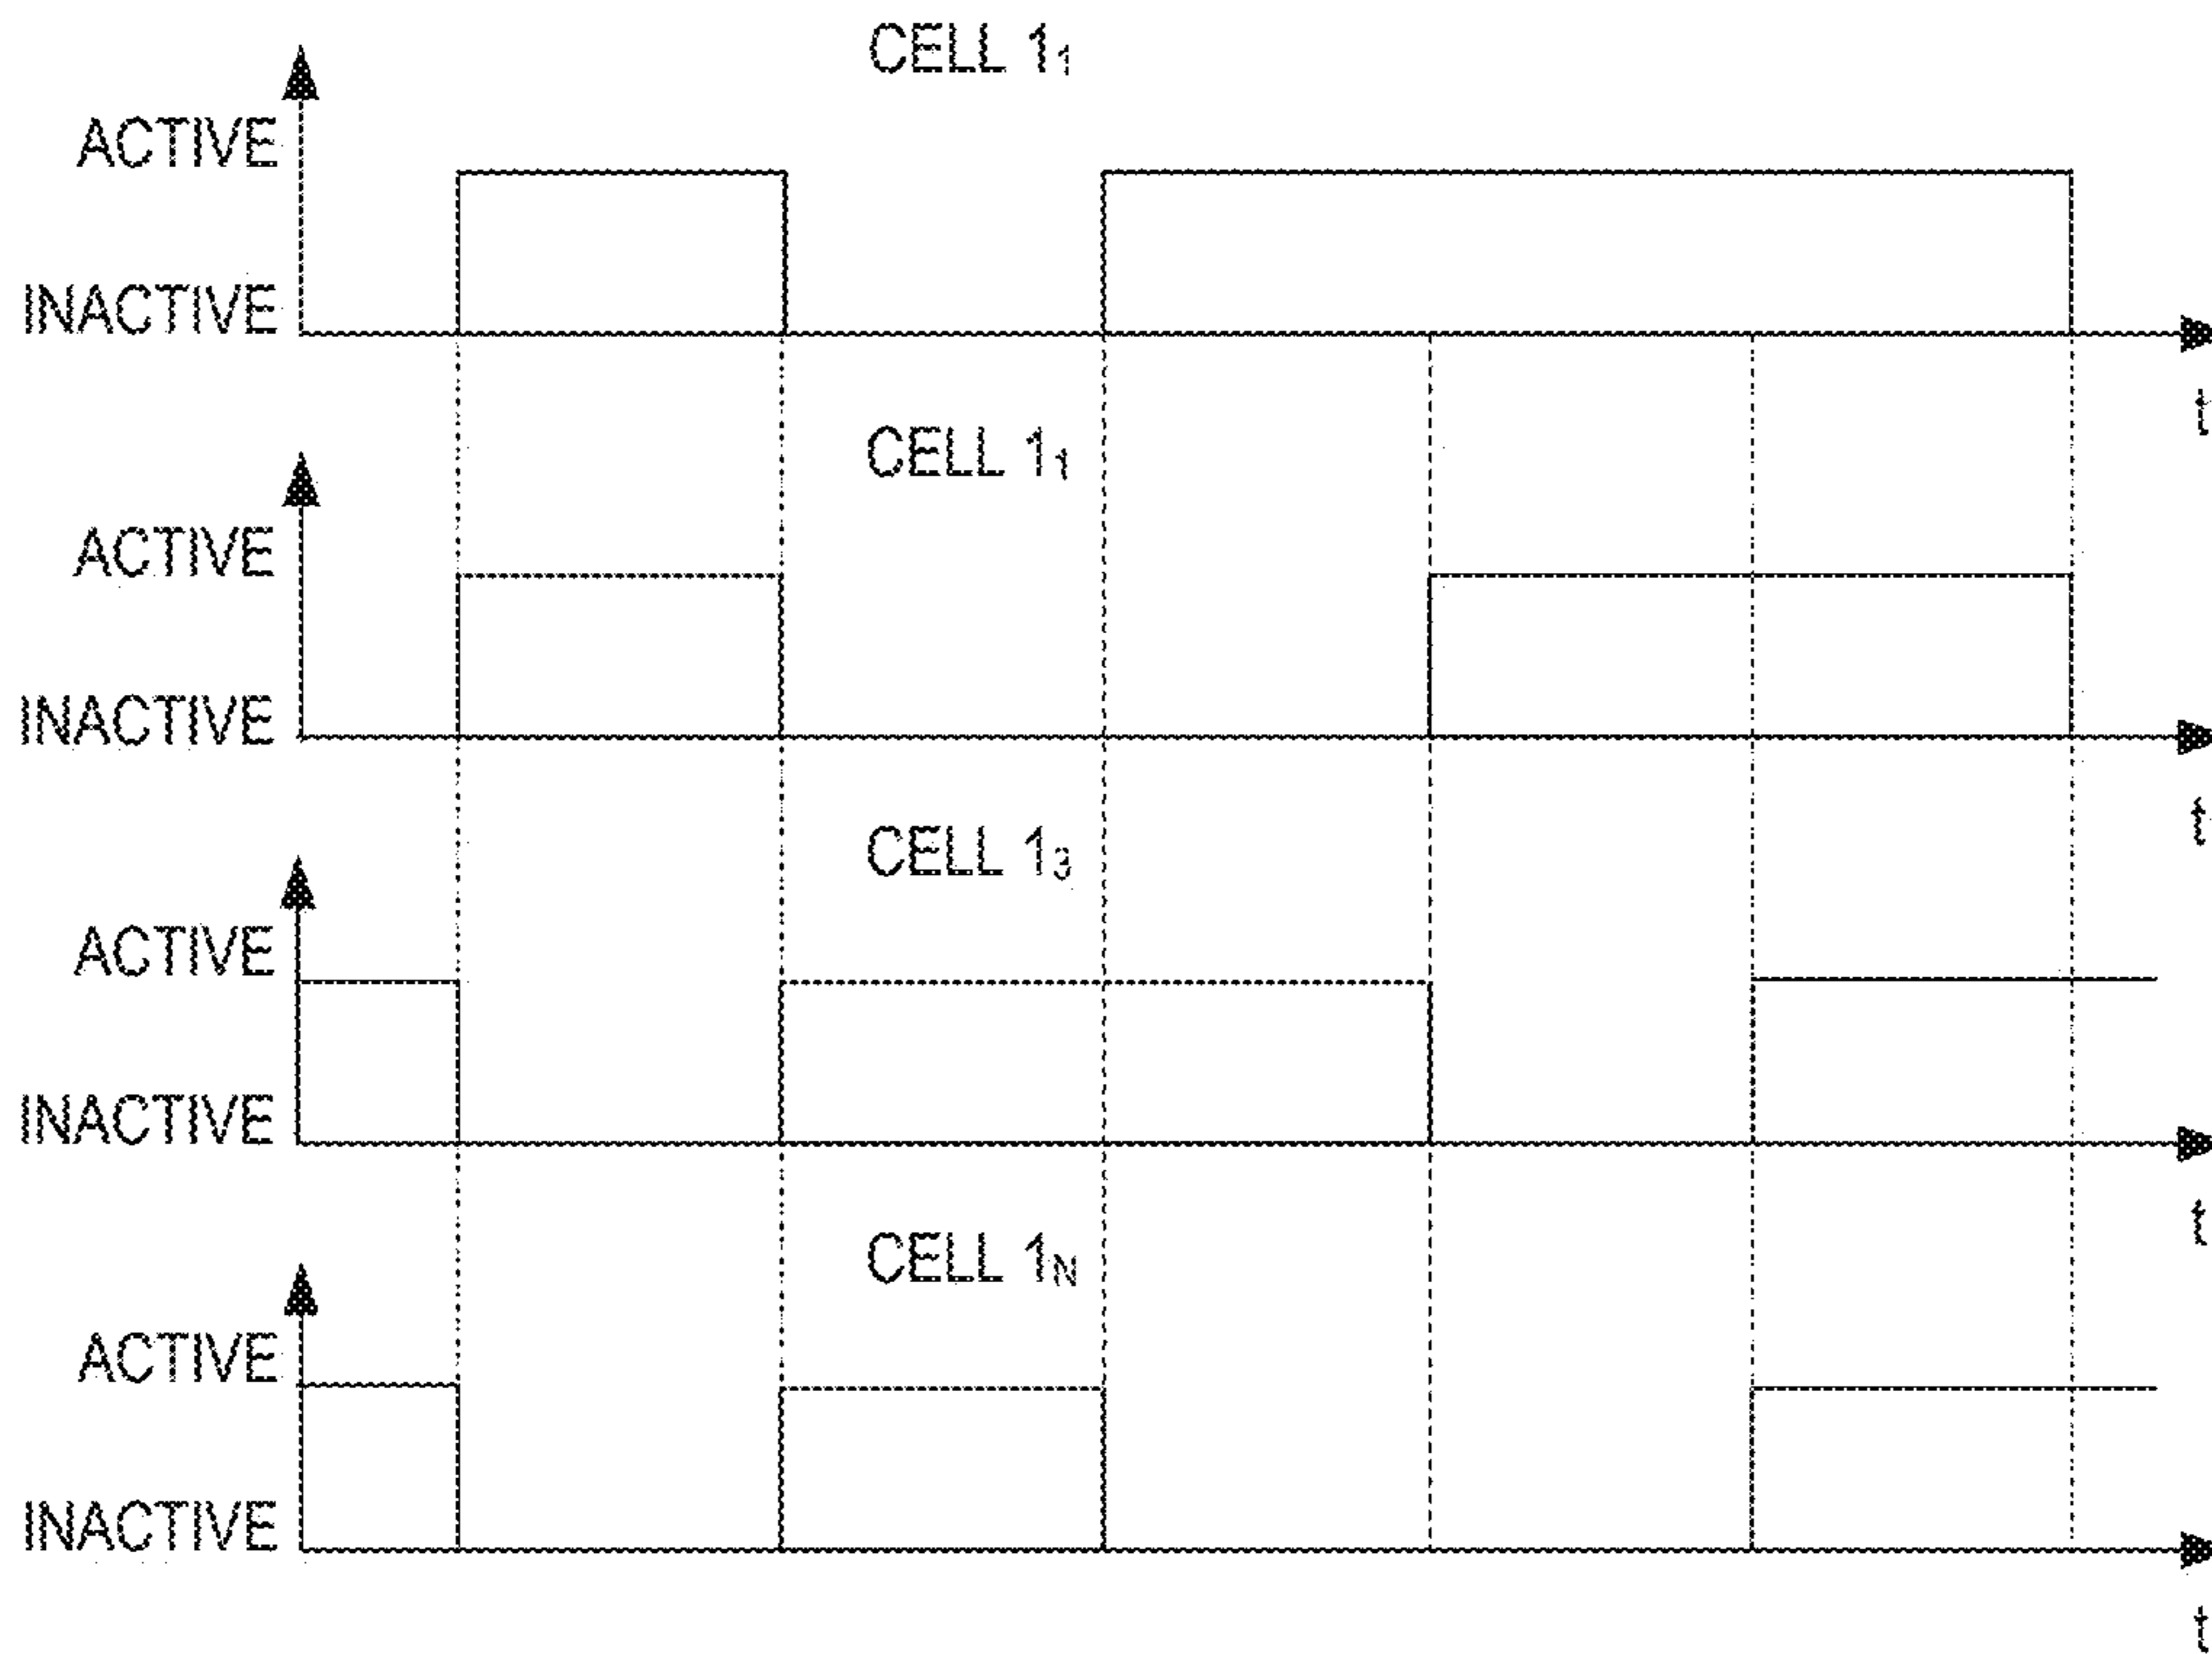 CELL 1₁
ACTIVE
INACTIVE
t
CELL 1₁
ACTIVE
INACTIVE
t
CELL 1₃
ACTIVE
INACTIVE
t
CELL 1N
ACTIVE
INACTIVE
t